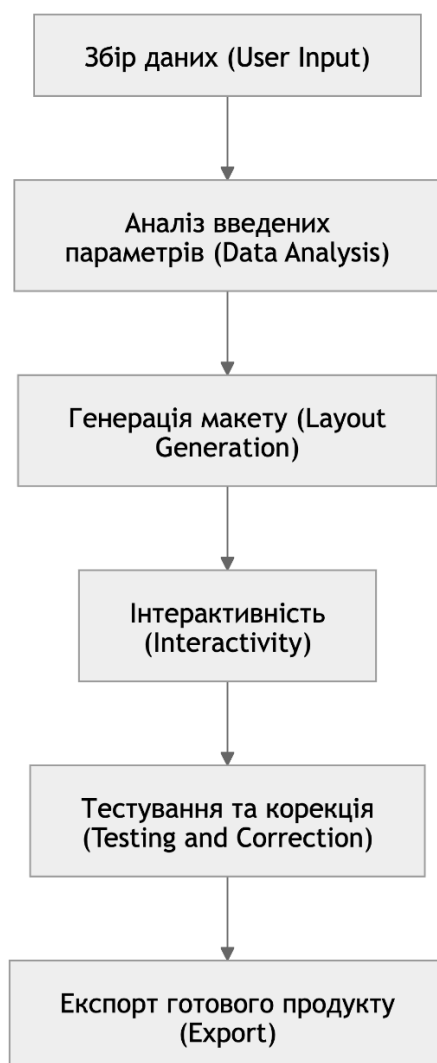 Збір даних (User Input)
Аналіз введених
параметрів (Data Analysis)
Генерація макету (Layout
Generation)
Інтерактивність
(Interactivity)
Тестування та корекція
(Testing and Correction)
Експорт готового продукту
(Export)